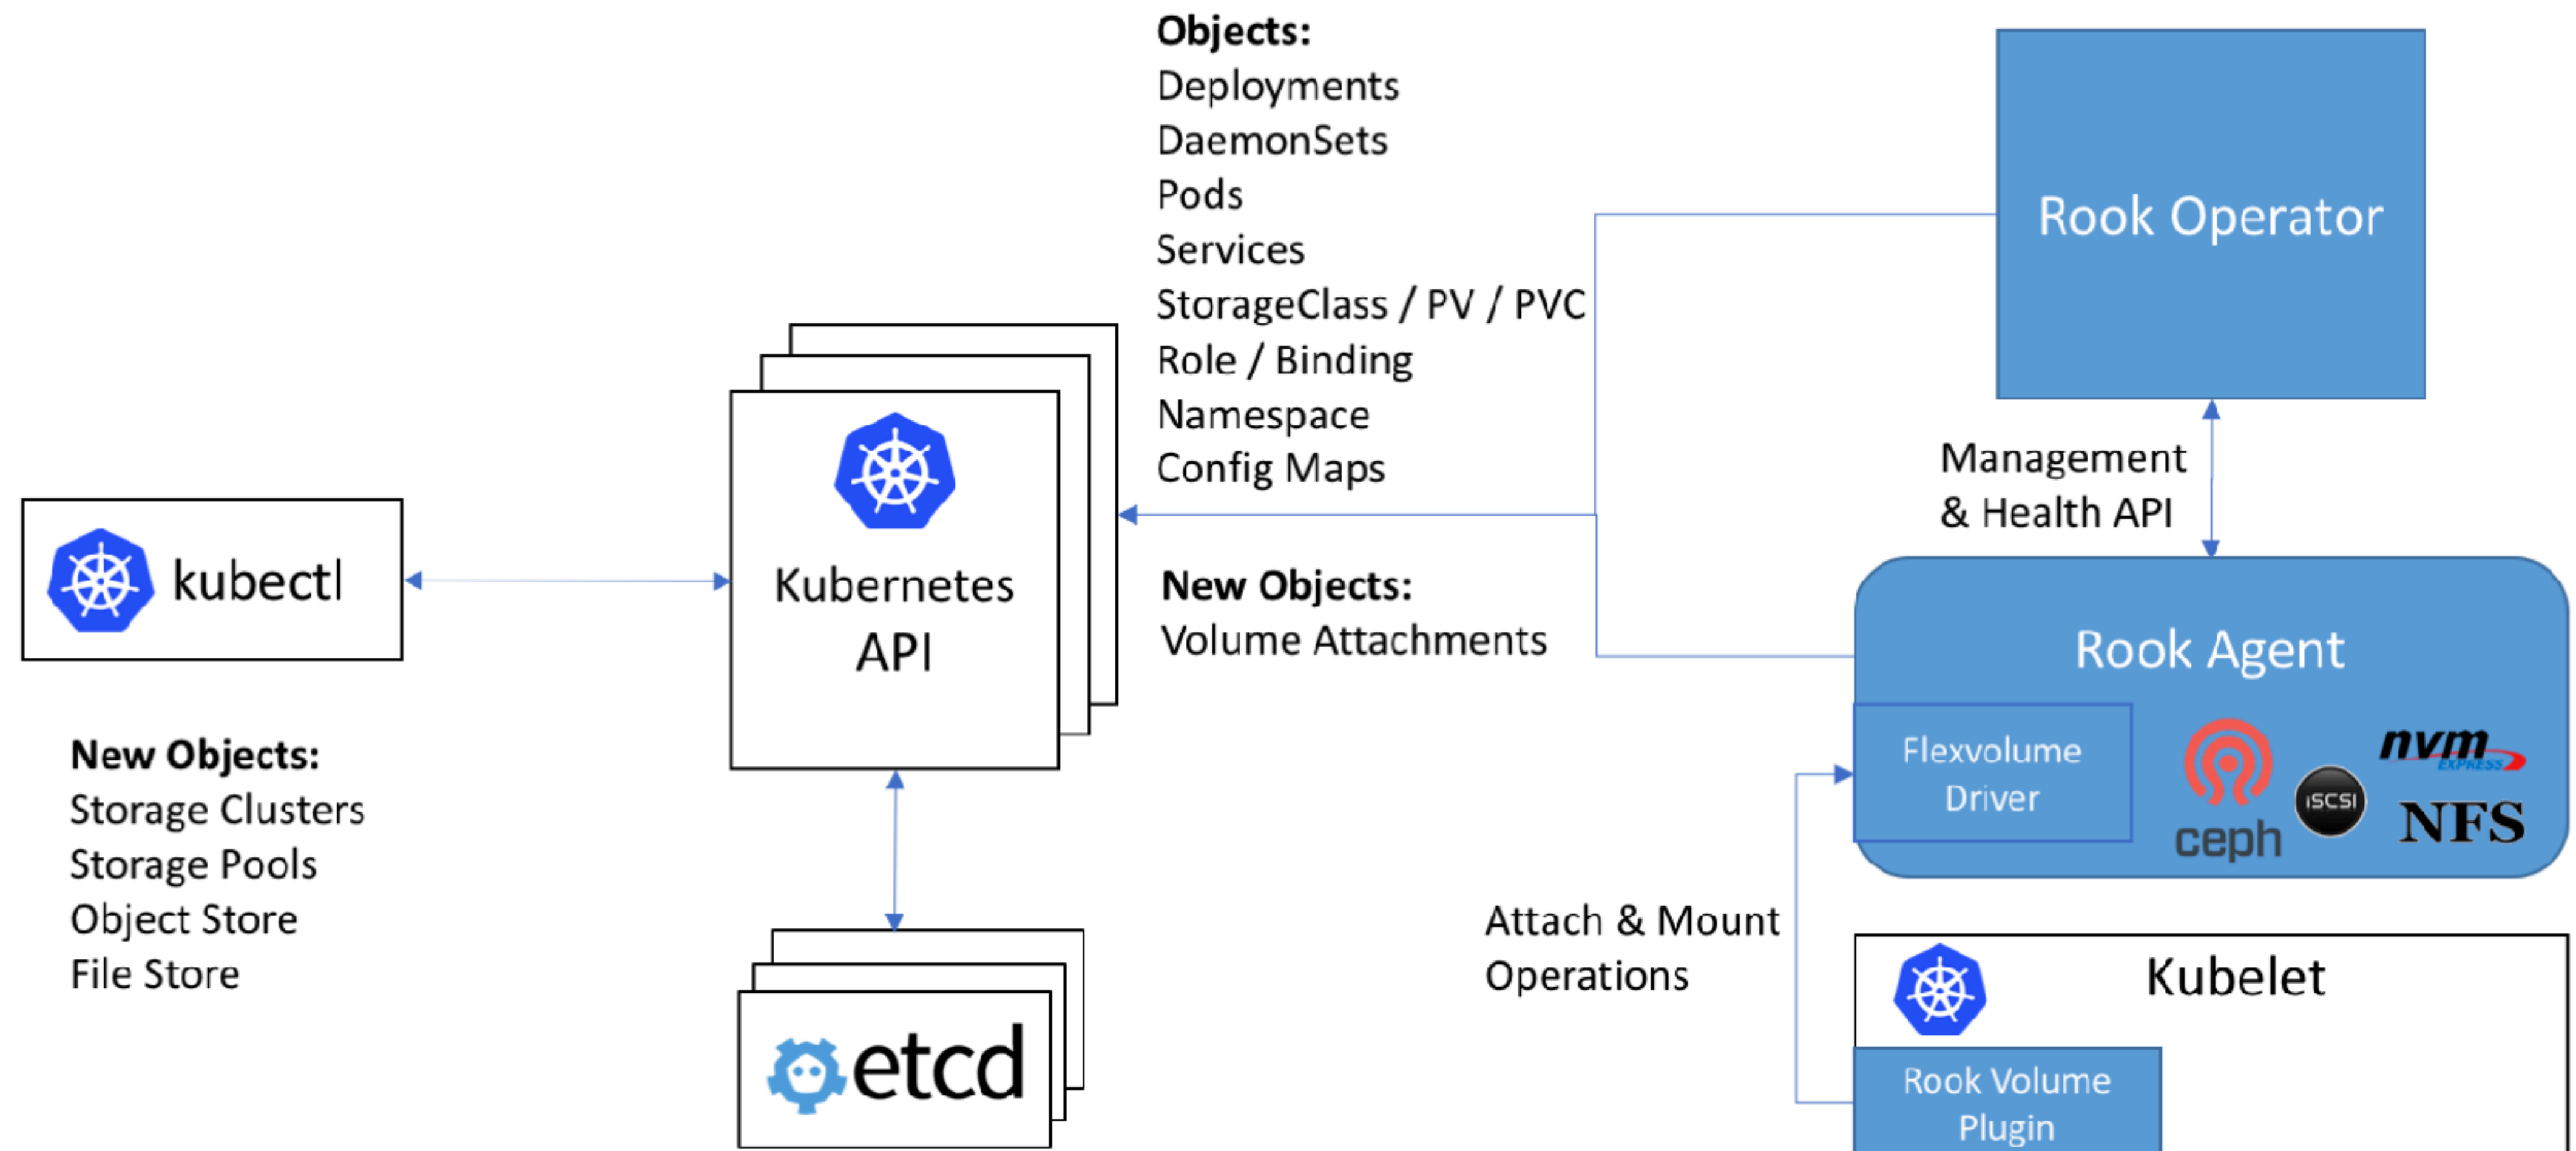 Objects:
Deployments
DaemonSets
Pods
Services
StorageClass / PV / PVC
Role / Binding
Namespace
Config Maps
Rook Operator
Management
& Health API
kubectl
Kubernetes
API
New Objects:
Volume Attachments
Rook Agent
Flexvolume
Driver
ceph
iSCSI
nvm
EXPRESS
NFS
New Objects:
Storage Clusters
Storage Pools
Object Store
File Store
Attach & Mount
Operations
etcd
Kubelet
Rook Volume
Plugin